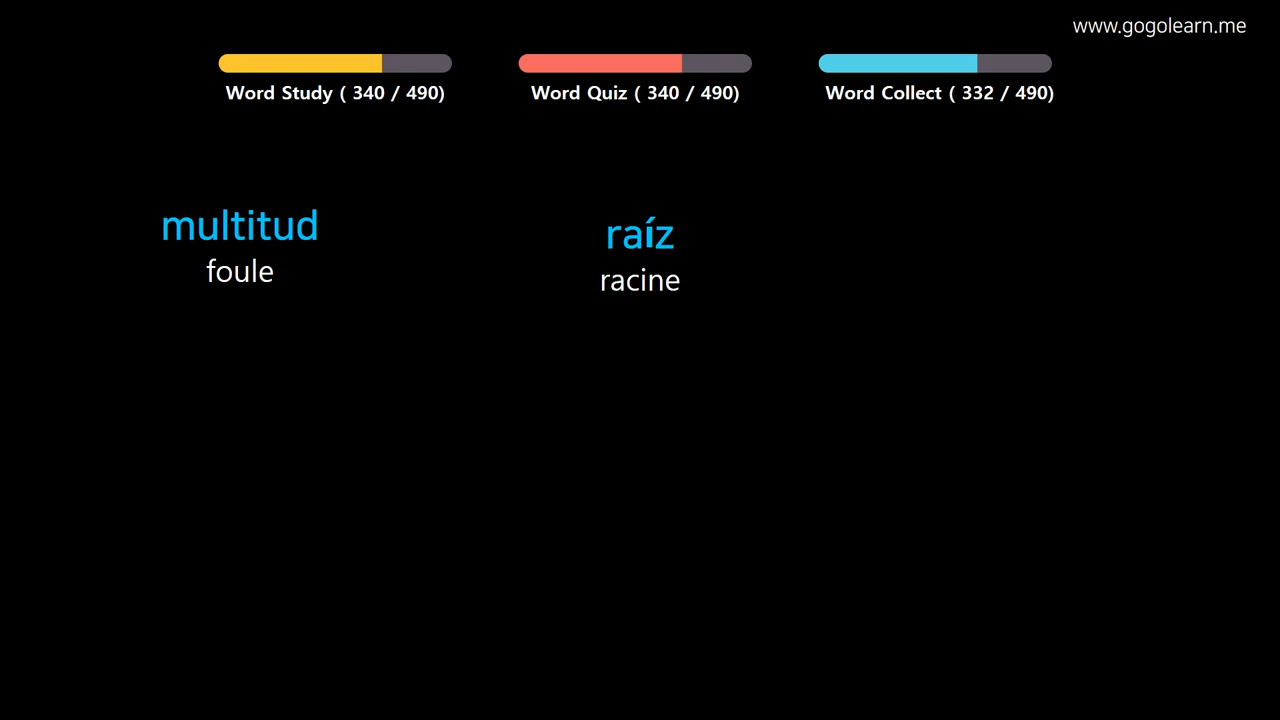 www.gogolearn.me
Word Study ( 340 / 490)
Word Quiz ( 340 / 490)
Word Collect ( 332 / 490)
multitud
foule
raíz
racine